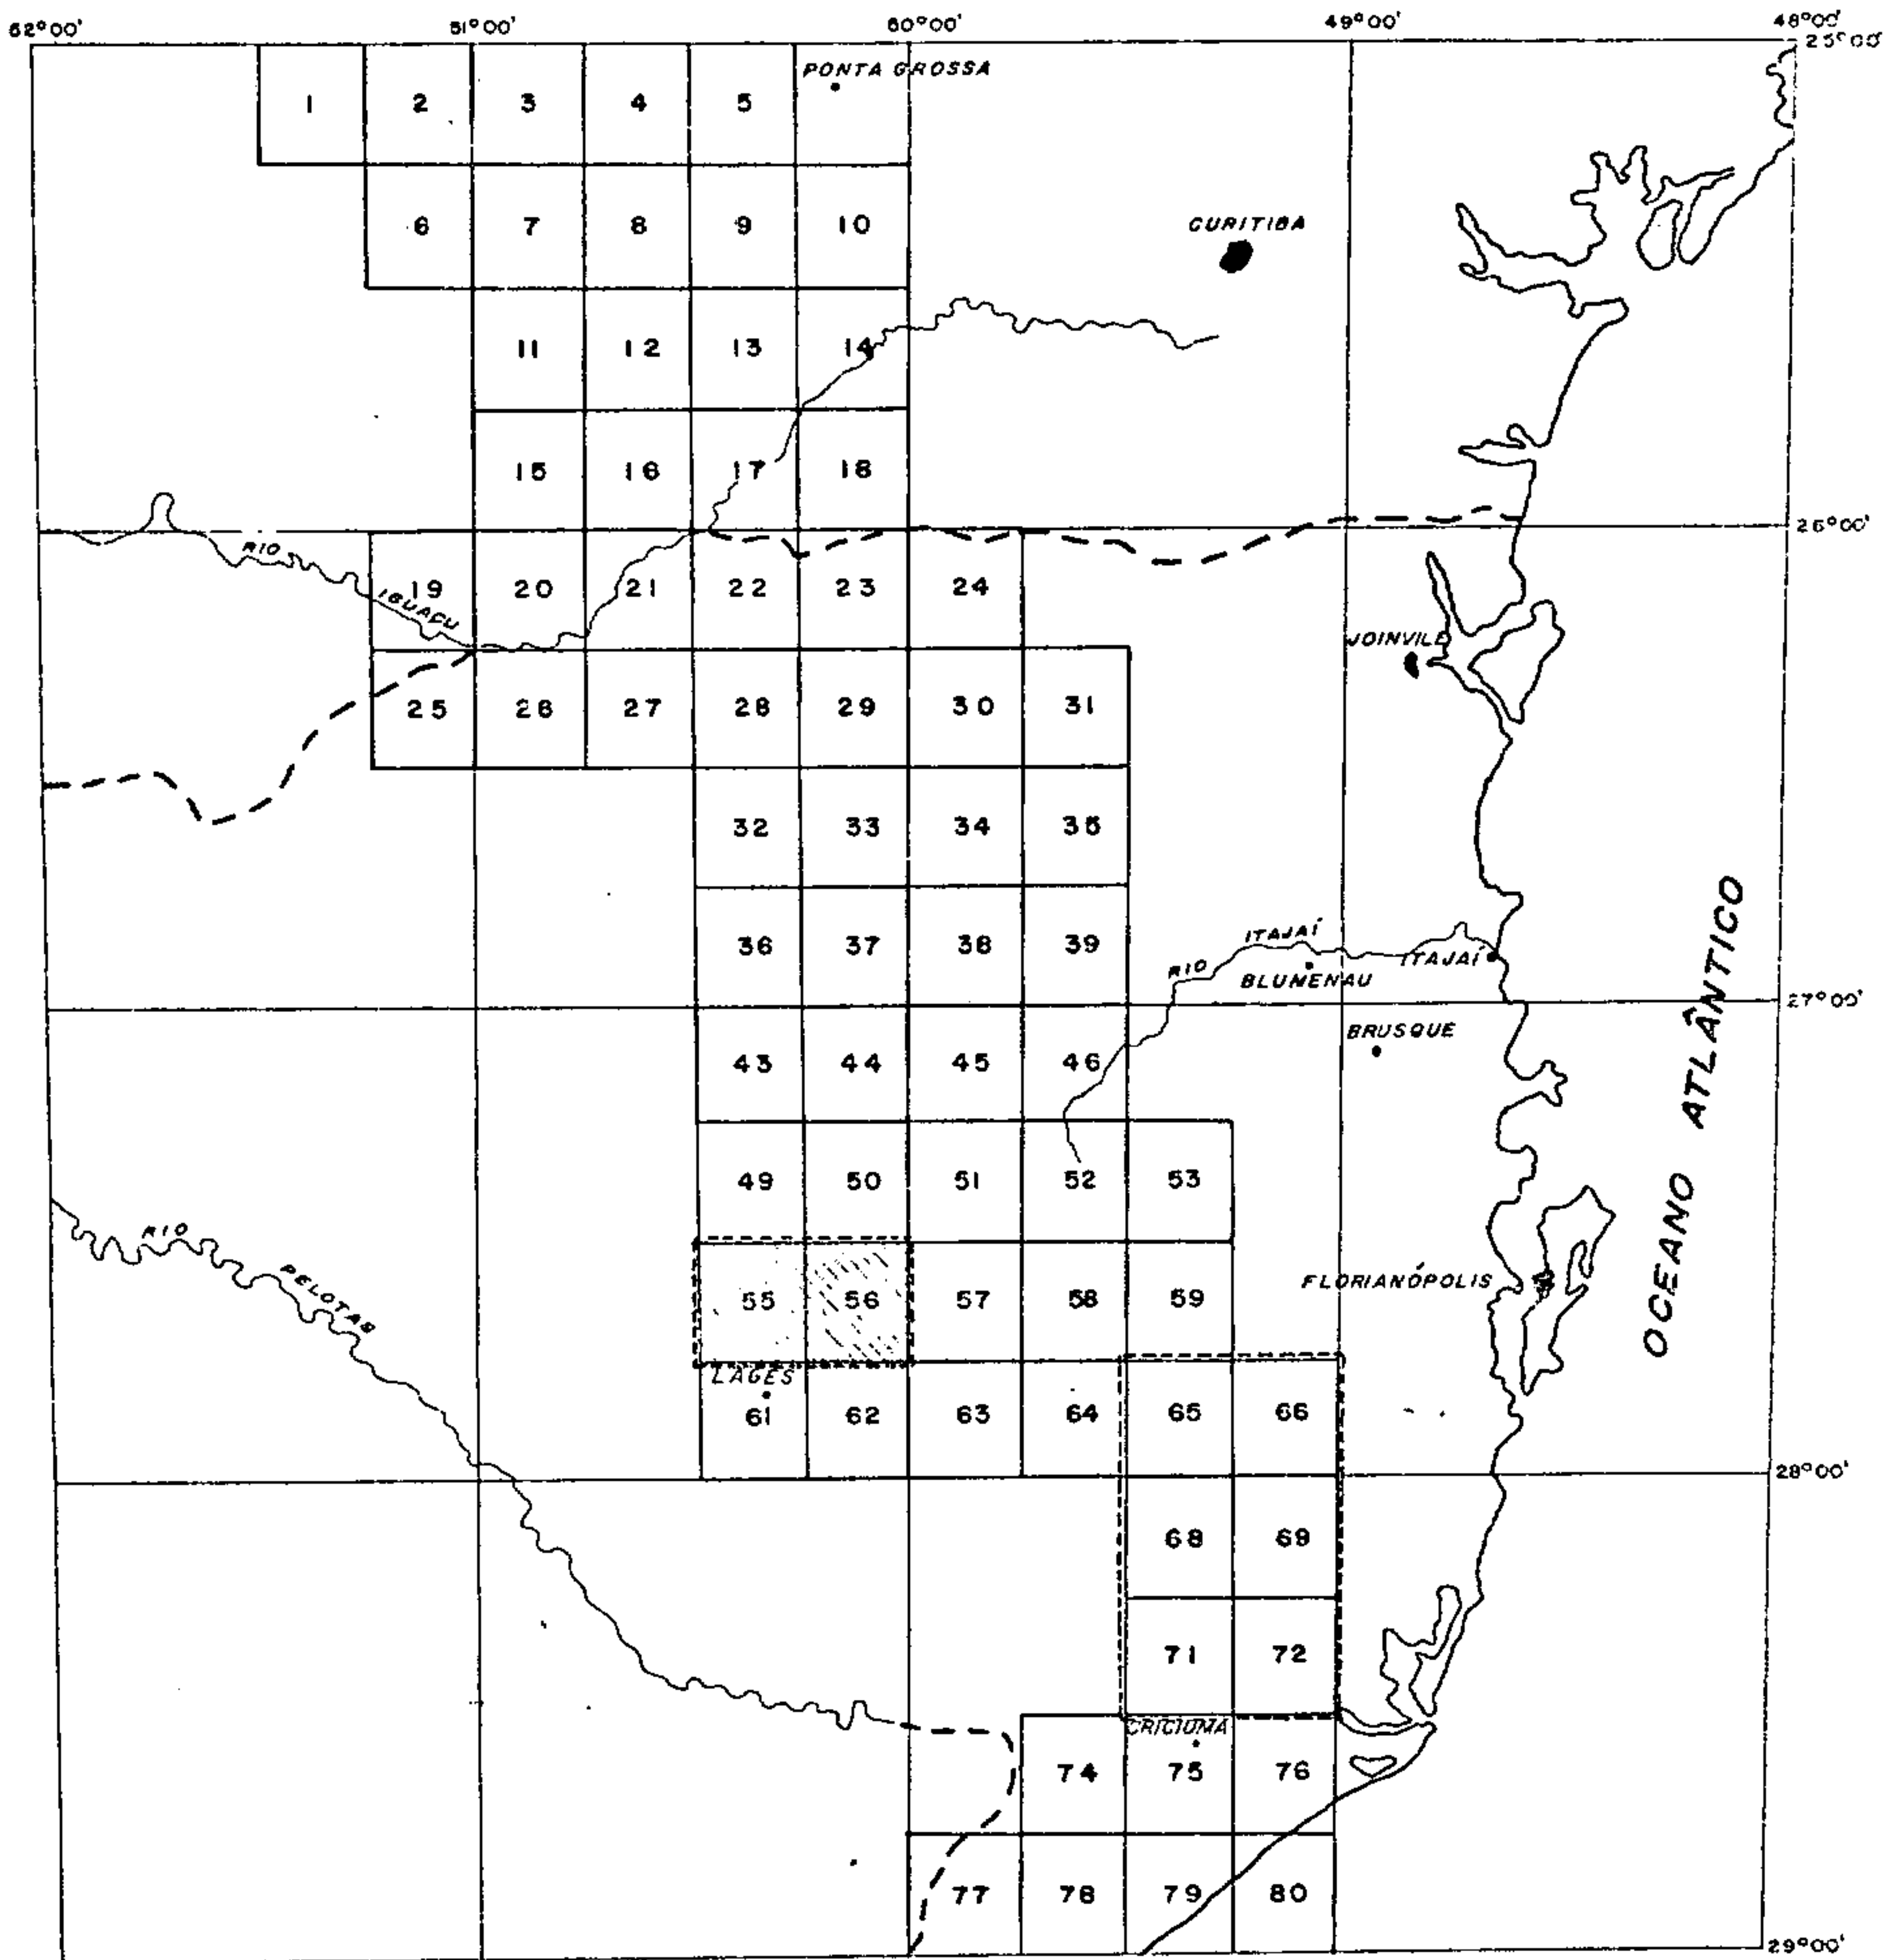 52°00' 51°00' 50°00' 49°00' 48°00'
25°00'
PONTA GROSSA
1 2 3 4 5
6 7 8 9 10
CURITIBA
11 12 13 14
15 16 17 18
26°00'
RIO IGUAÇU
19 20 21 22 23 24
JOINVILE
25 26 27 28 29 30 31
32 33 34 35
36 37 38 39
RIO ITAJAÍ
ITAJAÍ
BLUMENAU
27°00'
BRUSQUE
43 44 45 46
OCEANO ATLÂNTICO
49 50 51 52 53
RIO PELOTAS
FLORIANÓPOLIS
55 56 57 58 59
LAGES
61 62 63 64 65 66
28°00'
68 69
71 72
CRICIUMA
74 75 76
77 78 79 80
29°00'